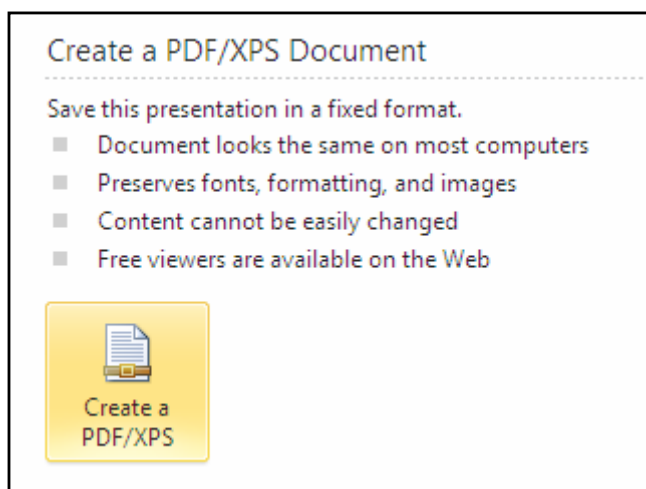 Create a PDF/XPS Document
Save this presentation in a fixed format.
Document looks the same on most computers
Preserves fonts, formatting, and images
Content cannot be easily changed
Free viewers are available on the Web
Create a
PDF/XPS